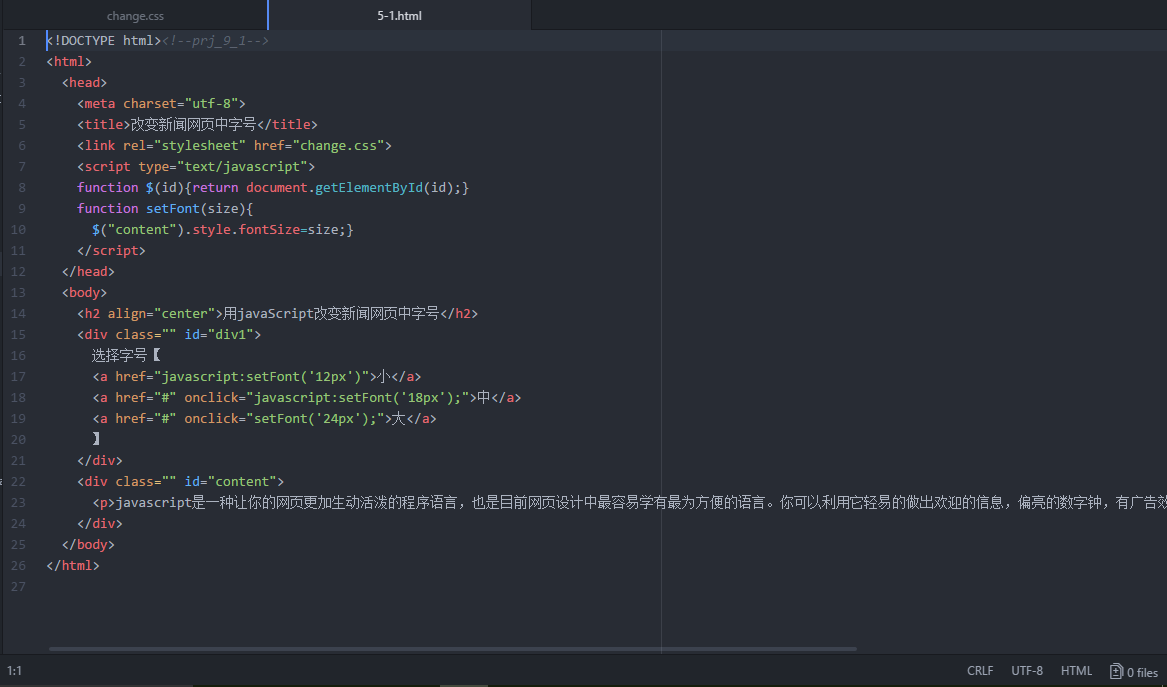 change.css
5-1.html
1 <!DOCTYPE html><!--prj_9_1-->
2 <html>
3 <head>
4 <meta charset="utf-8">
5 <title>改变新闻网页中字号</title>
6 <link rel="stylesheet" href="change.css">
7 <script type="text/javascript">
8 function $(id){return document.getElementById(id);}
9 function setFont(size){
10 $("content").style.fontSize=size;}
11 </script>
12 </head>
13 <body>
14 <h2 align="center">用javaScript改变新闻网页中字号</h2>
15 <div class="" id="div1">
16 选择字号【
17 <a href="javascript:setFont('12px')">小</a>
18 <a href="#" onclick="javascript:setFont('18px');">中</a>
19 <a href="#" onclick="setFont('24px');">大</a>
20 】
21 </div>
22 <div class="" id="content">
23 <p>javascript是一种让你的网页更加生动活泼的程序语言，也是目前网页设计中最容易学有最为方便的语言。你可以利用它轻易的做出欢迎的信息，偏亮的数字钟，有广告效
24 </div>
25 </body>
26 </html>
27
1:1
CRLF UTF-8 HTML 0 files